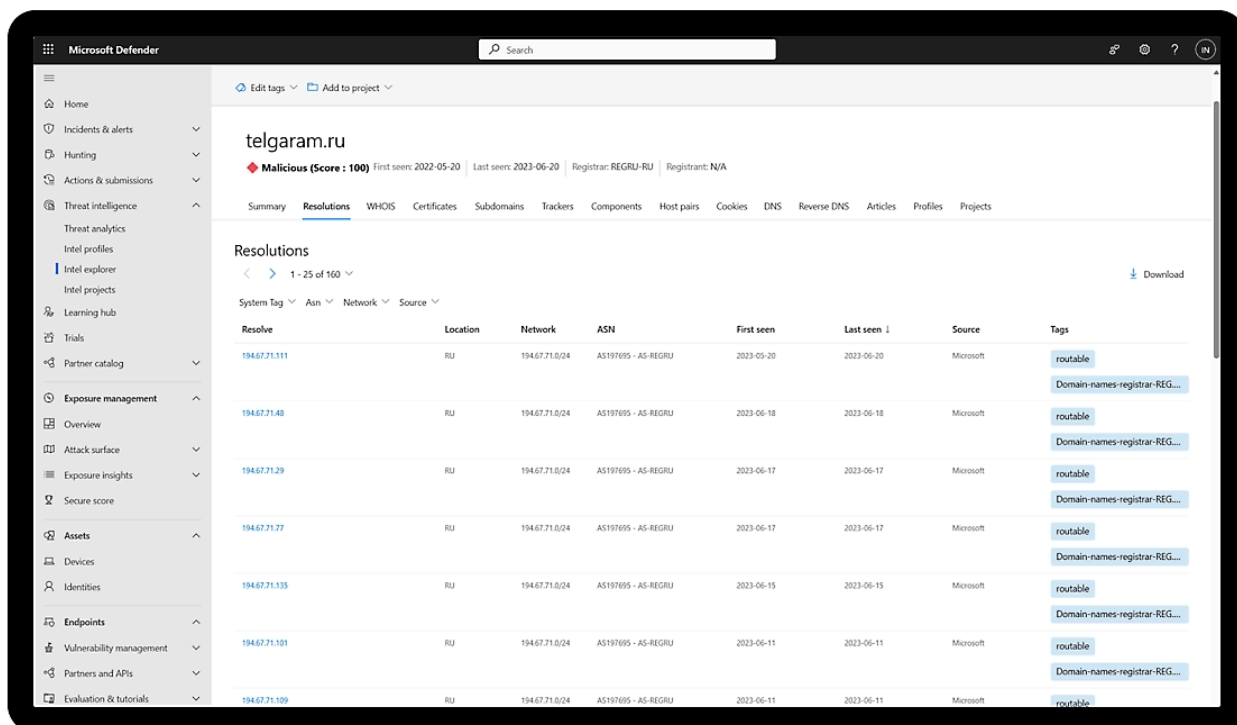 Microsoft Defender
Search
IN
Edit tags Add to project
Home
Incidents & alerts
Hunting
Actions & submissions
Threat intelligence
Threat analytics
Intel profiles
Intel explorer
Intel projects
Learning hub
Trials
Partner catalog
Exposure management
Overview
Attack surface
Exposure insights
Secure score
Assets
Devices
Identities
Endpoints
Vulnerability management
Partners and APIs
Evaluation & tutorials
telgaram.ru
Malicious (Score : 100) First seen: 2022-05-20 Last seen: 2023-06-20 Registrar: REGRU-RU Registrant: N/A
Summary Resolutions WHOIS Certificates Subdomains Trackers Components Host pairs Cookies DNS Reverse DNS Articles Profiles Projects
Resolutions
1 - 25 of 160 Download
System Tag Asn Network Source
Resolve Location Network ASN First seen Last seen ↓ Source Tags
194.67.71.111 RU 194.67.71.0/24 AS197695 - AS-REGRU 2023-05-20 2023-06-20 Microsoft routable
Domain-names-registrar-REG....
194.67.71.48 RU 194.67.71.0/24 AS197695 - AS-REGRU 2023-06-18 2023-06-18 Microsoft routable
Domain-names-registrar-REG....
194.67.71.29 RU 194.67.71.0/24 AS197695 - AS-REGRU 2023-06-17 2023-06-17 Microsoft routable
Domain-names-registrar-REG....
194.67.71.77 RU 194.67.71.0/24 AS197695 - AS-REGRU 2023-06-17 2023-06-17 Microsoft routable
Domain-names-registrar-REG....
194.67.71.135 RU 194.67.71.0/24 AS197695 - AS-REGRU 2023-06-15 2023-06-15 Microsoft routable
Domain-names-registrar-REG....
194.67.71.101 RU 194.67.71.0/24 AS197695 - AS-REGRU 2023-06-11 2023-06-11 Microsoft routable
Domain-names-registrar-REG....
194.67.71.109 RU 194.67.71.0/24 AS197695 - AS-REGRU 2023-06-11 2023-06-11 Microsoft routable